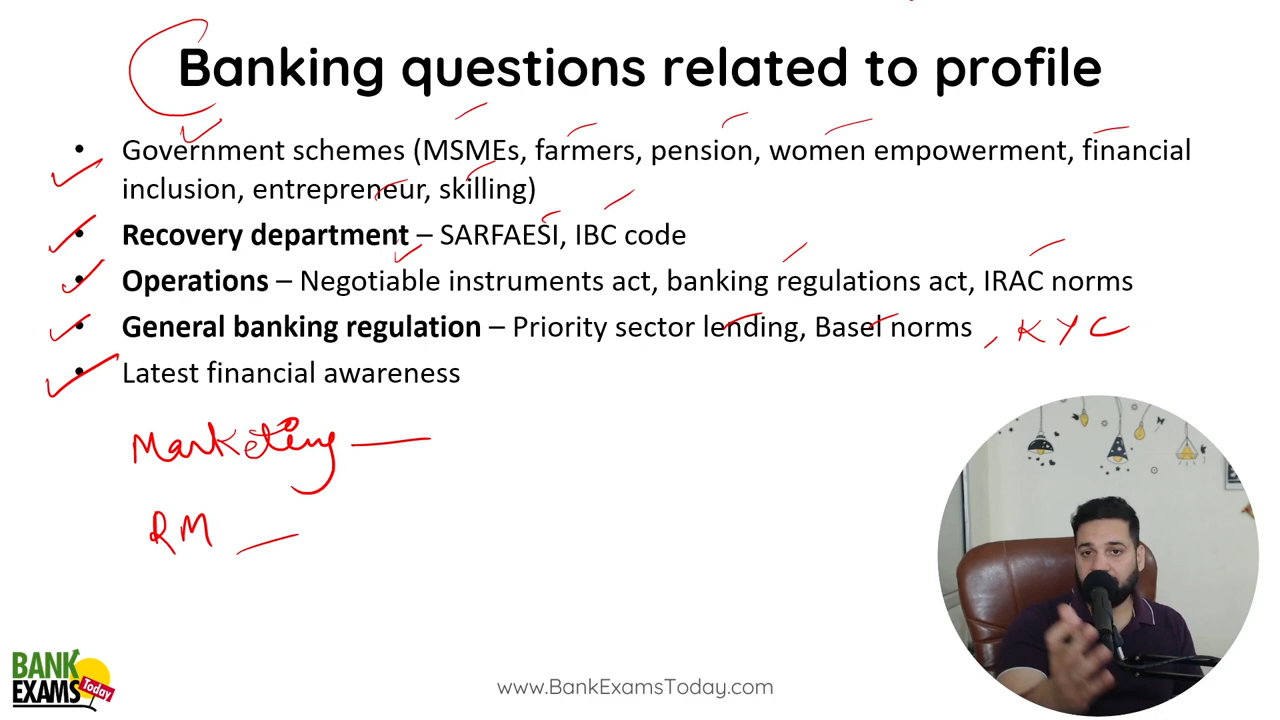 Banking questions related to profile
• Government schemes (MSMEs, farmers, pension, women empowerment, financial
inclusion, entrepreneur, skilling)
• Recovery department – SARFAESI, IBC code
• Operations – Negotiable instruments act, banking regulations act, IRAC norms
• General banking regulation – Priority sector lending, Basel norms , KYC
• Latest financial awareness
Marketing —
RM —
BANK
EXAMS
Today
www.BankExamsToday.com